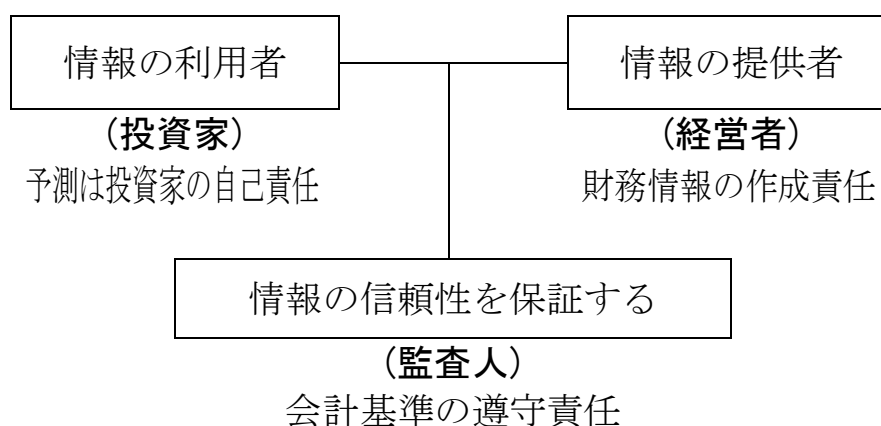 情報の利用者
(投資家)
予測は投資家の自己責任
情報の提供者
(経営者)
財務情報の作成責任
情報の信頼性を保証する
(監査人)
会計基準の遵守責任